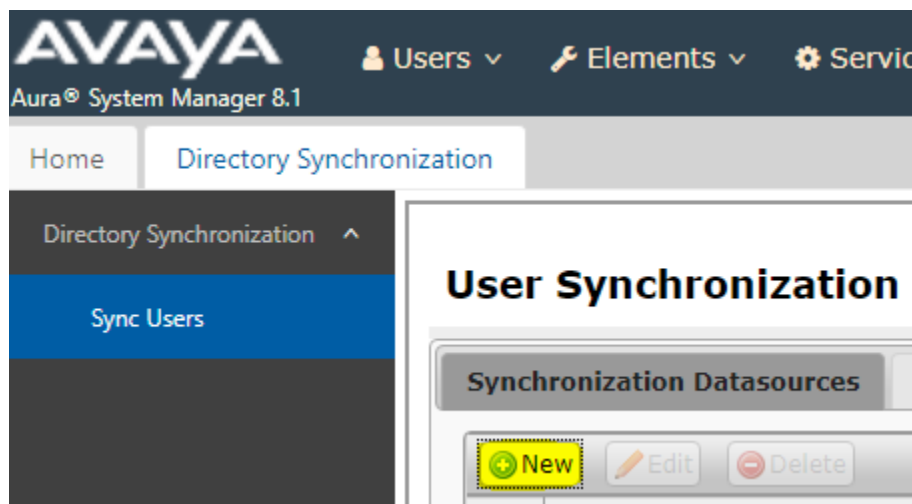 AVAYA
Aura® System Manager 8.1
Users
Elements
Home
Directory Synchronization
Directory Synchronization
Sync Users
User Synchronization
Synchronization Datasources
New
Edit
Delete